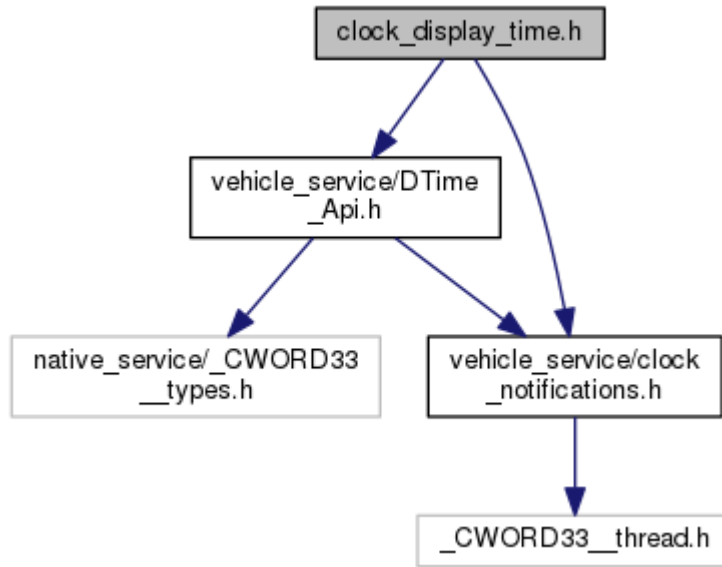 clock_display_time.h
vehicle_service/DTime
_Api.h
native_service/_CWORD33
__types.h
vehicle_service/clock
_notifications.h
_CWORD33__thread.h